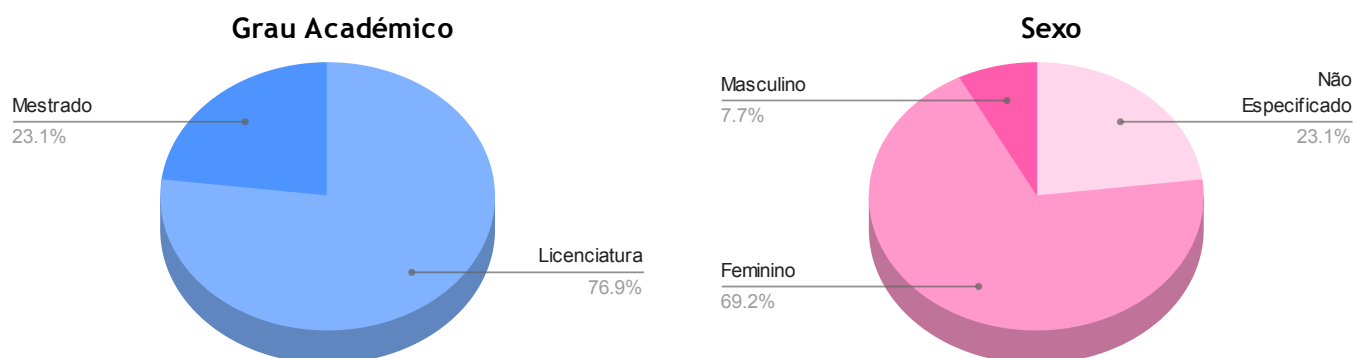 Grau Académico
Mestrado
23.1%
Licenciatura
76.9%
Sexo
Masculino
7.7%
Não
Especificado
23.1%
Feminino
69.2%